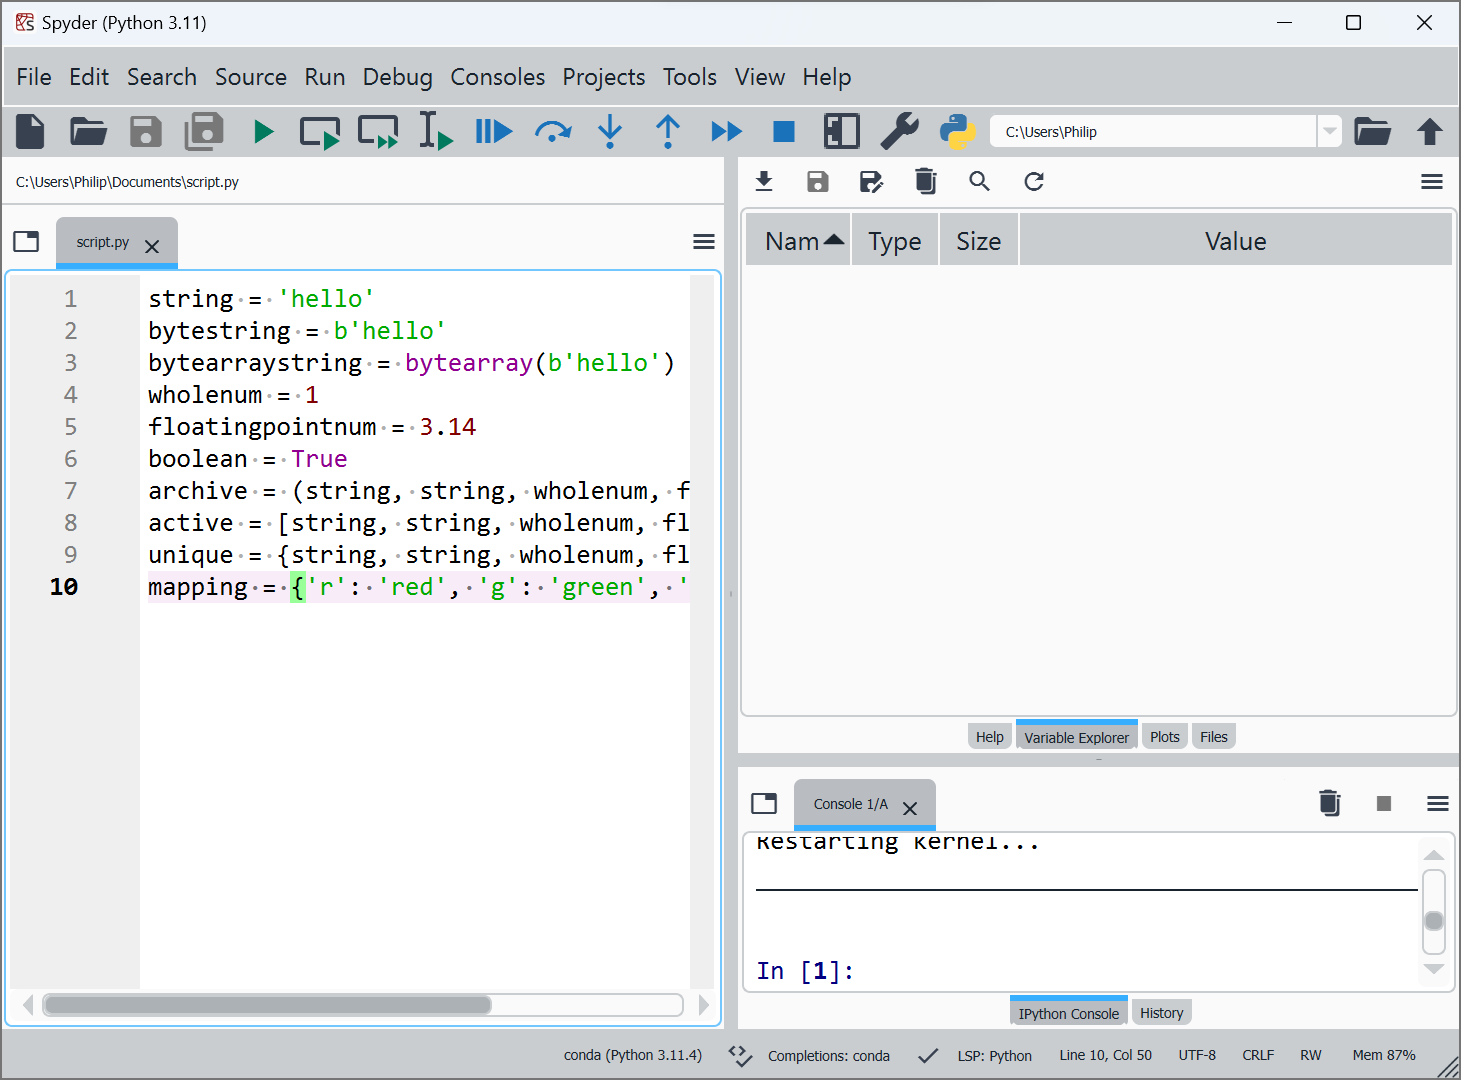 Spyder (Python 3.11)
File Edit Search Source Run Debug Consoles Projects Tools View Help
C:\Users\Philip
C:\Users\Philip\Documents\script.py
script.py
1 string = 'hello'
2 bytestring = b'hello'
3 bytearraystring = bytearray(b'hello')
4 wholenum = 1
5 floatingpointnum = 3.14
6 boolean = True
7 archive = (string, string, wholenum, f
8 active = [string, string, wholenum, fl
9 unique = {string, string, wholenum, fl
10 mapping = {'r': 'red', 'g': 'green', '
Nam Type Size Value
Help Variable Explorer Plots Files
Console 1/A
Restarting kernel...
In [1]:
IPython Console History
conda (Python 3.11.4) Completions: conda LSP: Python Line 10, Col 50 UTF-8 CRLF RW Mem 87%